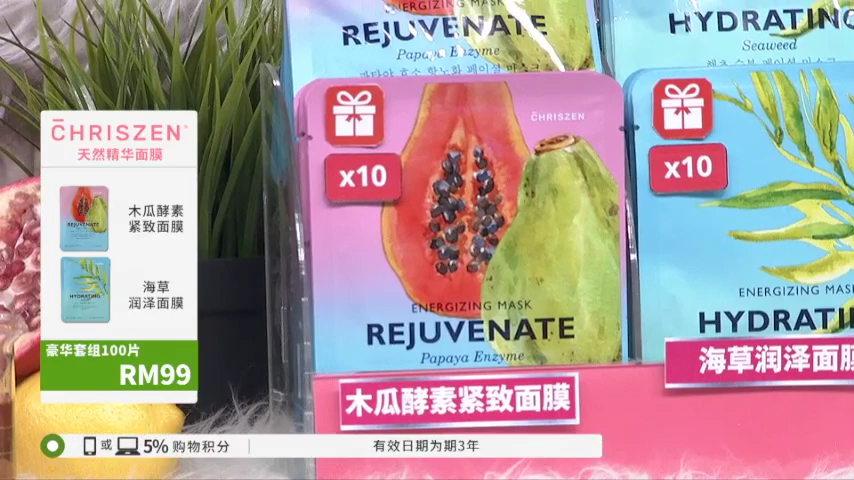 CHRISZEN
天然精华面膜
REJUVENATE
木瓜酵素
紧致面膜
HYDRATING
海草
润泽面膜
豪华套组100片
RM99
或 5% 购物积分
有效日期为期3年
ENERGIZING MASK
REJUVENATE
Papaya Enzyme
HYDRATING
Seaweed
x10
CHRISZEN
ENERGIZING MASK
REJUVENATE
Papaya Enzyme
木瓜酵素紧致面膜
x10
ENERGIZING MAS
HYDRATI
海草润泽面膜